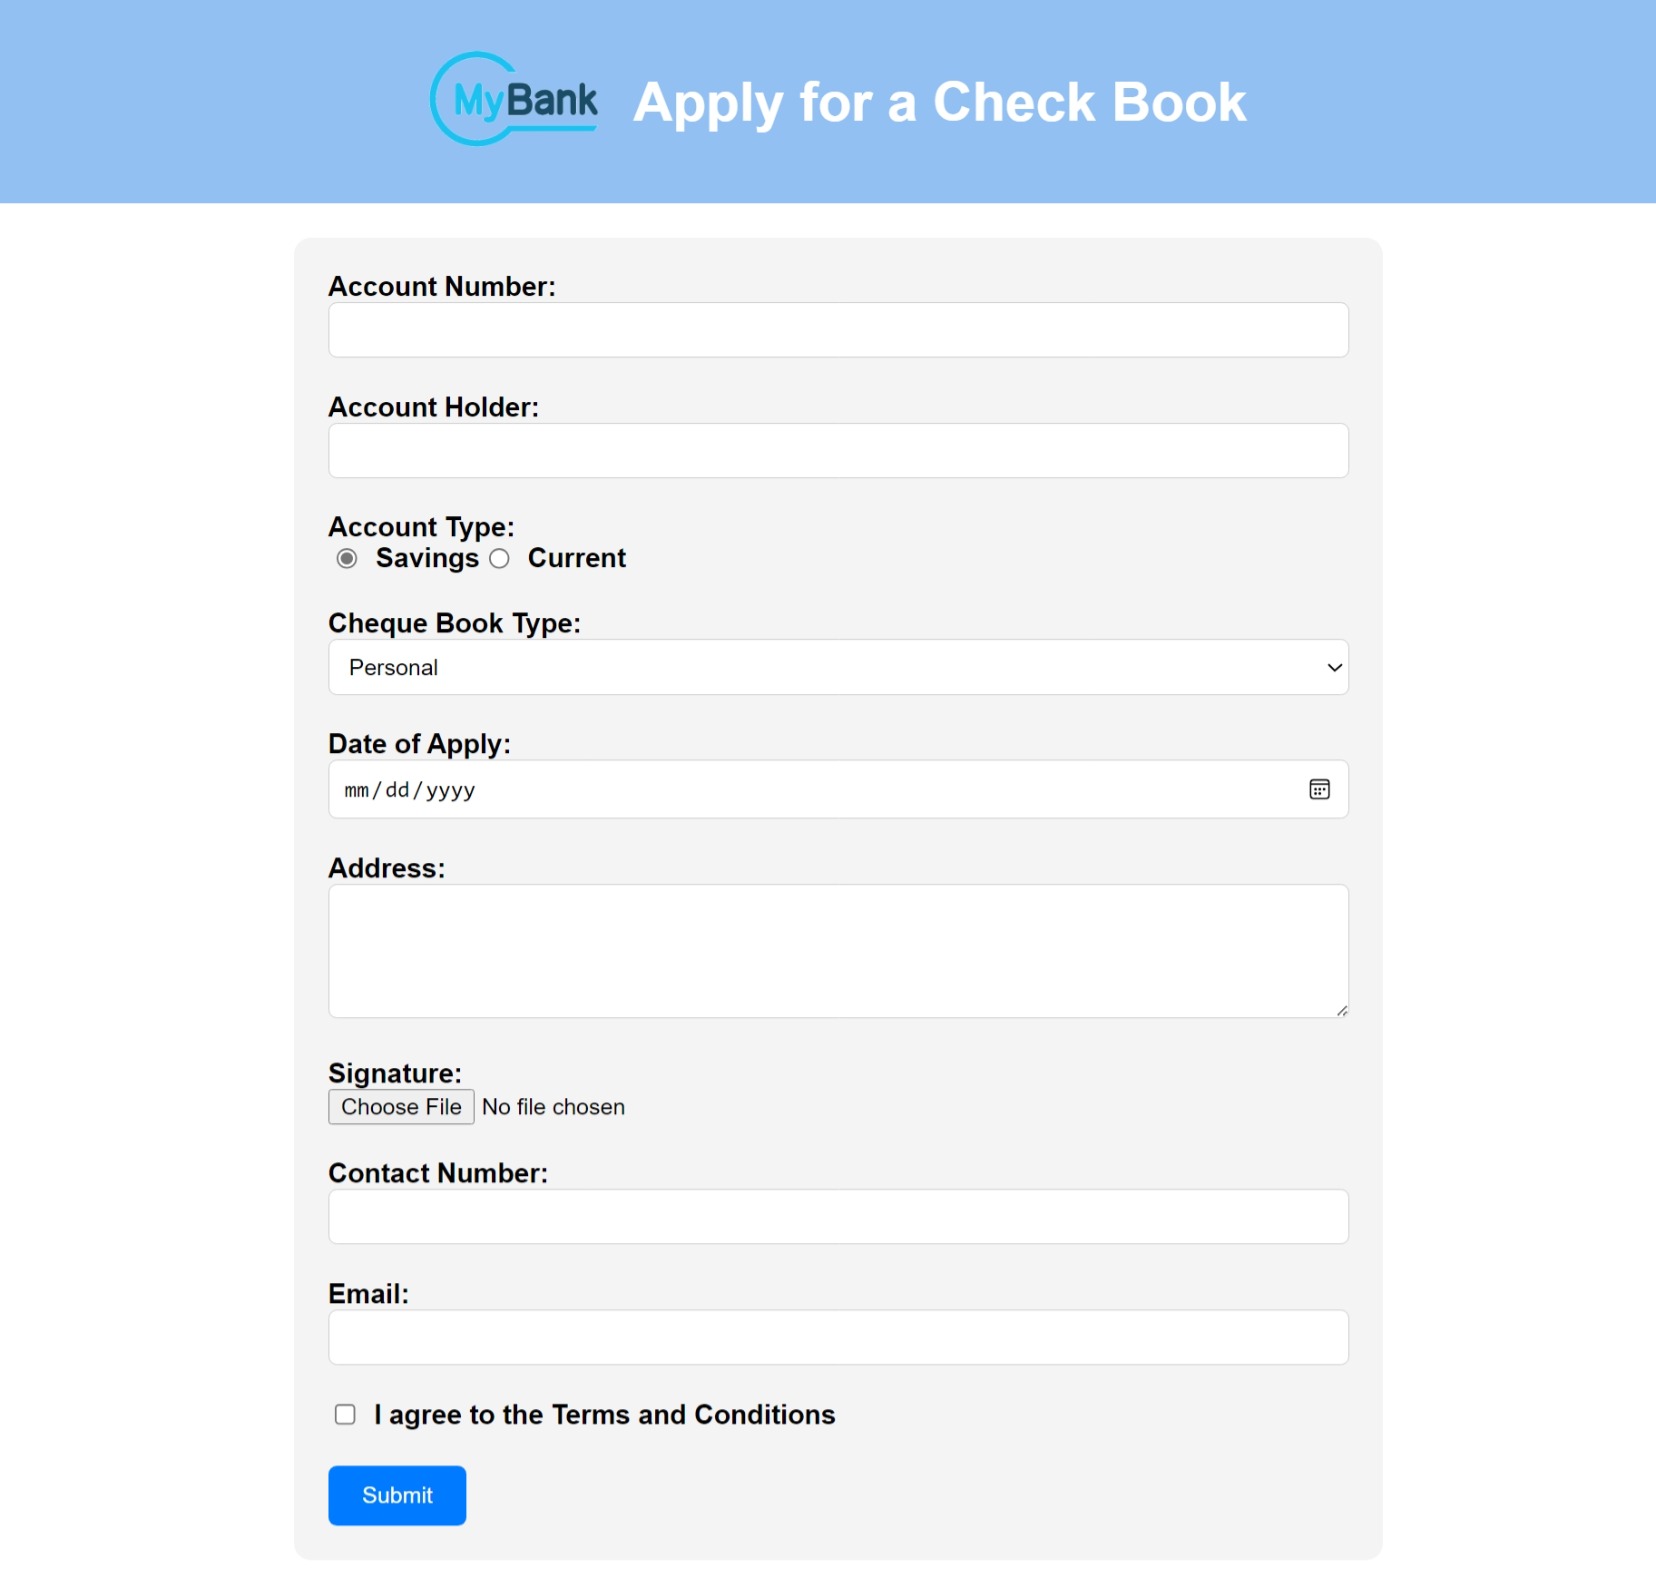 MyBank Apply for a Check Book
Account Number:
Account Holder:
Account Type:
Savings Current
Cheque Book Type:
Personal
Date of Apply:
mm/dd/yyyy
Address:
Signature:
Choose File No file chosen
Contact Number:
Email:
I agree to the Terms and Conditions
Submit